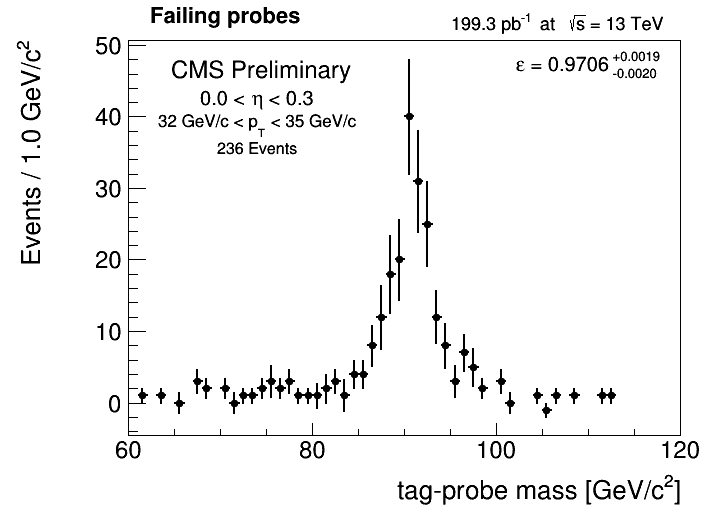 Failing probes
199.3 pb⁻¹ at √s = 13 TeV
CMS Preliminary
0.0 < η < 0.3
32 GeV/c < p_T < 35 GeV/c
236 Events
ε = 0.9706 +0.0019 -0.0020
Events / 1.0 GeV/c²
50
40
30
20
10
0
60 80 100 120
tag-probe mass [GeV/c²]